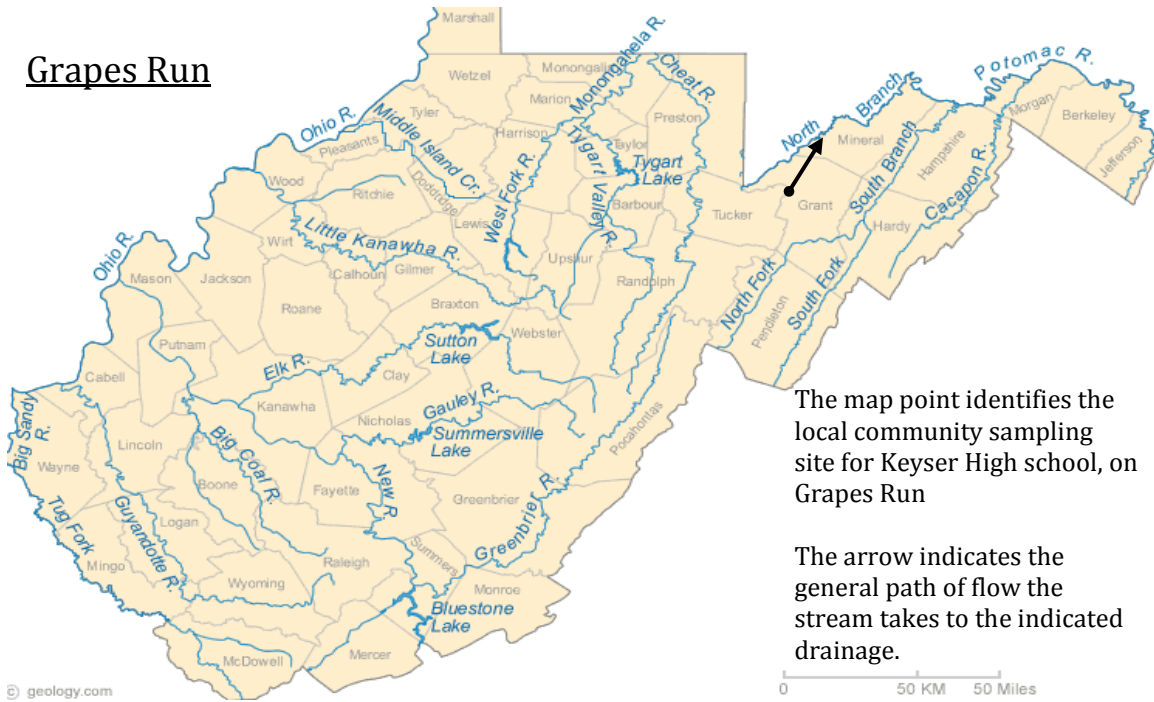 Grapes Run
Marshall
Wetzel
Monongalia
Monongahela R.
Cheat R.
Marion
Preston
Tyler
Harrison
Taylor
Ohio R.
Middle Island Cr.
Pleasants
Doddridge
West Fork R.
Tygart Valley R.
Tygart
Lake
Wood
Ritchie
Lewis
Barbour
Tucker
North Branch
Mineral
Potomac R.
Morgan
Berkeley
Jefferson
Hampshire
South Branch
Cacapon R.
Grant
Hardy
Ohio R.
Wirt
Little Kanawha R.
Upshur
Mason
Jackson
Calhoun
Gilmer
Randolph
Roane
Braxton
North Fork
South Fork
Pendleton
Putnam
Webster
Sutton
Lake
Elk R.
Clay
Cabell
Kanawha
Nicholas
Gauley R.
Summersville
Lake
Pocahontas
Big Sandy
R.
Wayne
Lincoln
Big Coal R.
Boone
Fayette
New R.
Greenbrier
Greenbrier R.
Tug Fork
Guyandotte R.
Logan
Mingo
Raleigh
Summers
Wyoming
Monroe
Bluestone
Lake
McDowell
Mercer
The map point identifies the
local community sampling
site for Keyser High school, on
Grapes Run
The arrow indicates the
general path of flow the
stream takes to the indicated
drainage.
0 50 KM 50 Miles
© geology.com